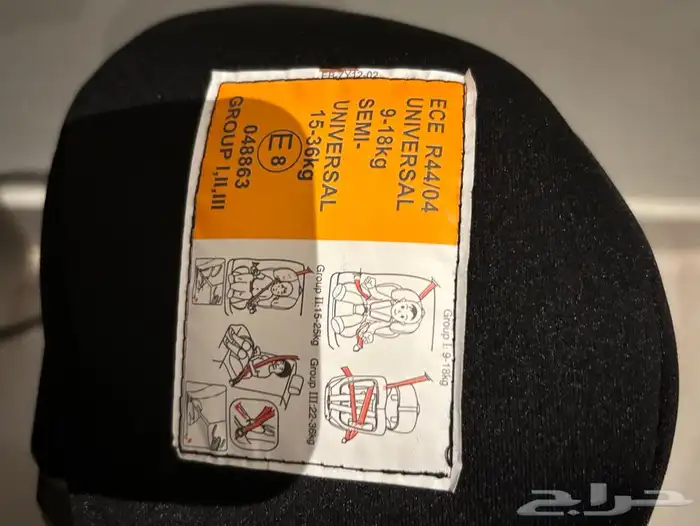 ECE R44/04
UNIVERSAL
9-18kg
SEMI-
UNIVERSAL
15-36kg
E8
048863
GROUP I,II,III
Group I:9-18kg
Group II:15-25kg
Group III:22-36kg
حراج